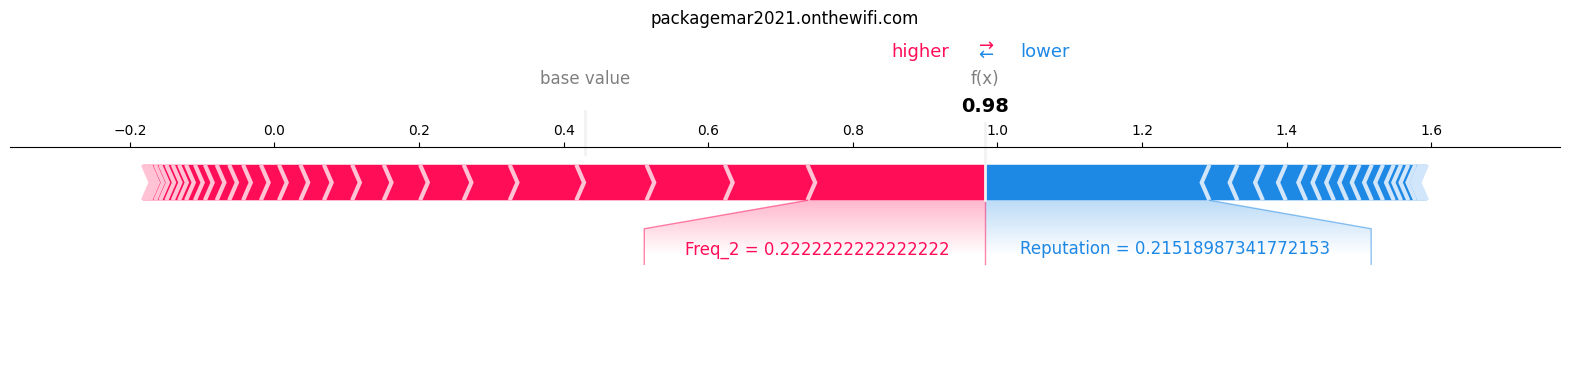 packagemar2021.onthewifi.com
higher → ← lower
base value f(x)
0.98
−0.2 0.0 0.2 0.4 0.6 0.8 1.0 1.2 1.4 1.6
Freq_2 = 0.2222222222222222 Reputation = 0.21518987341772153